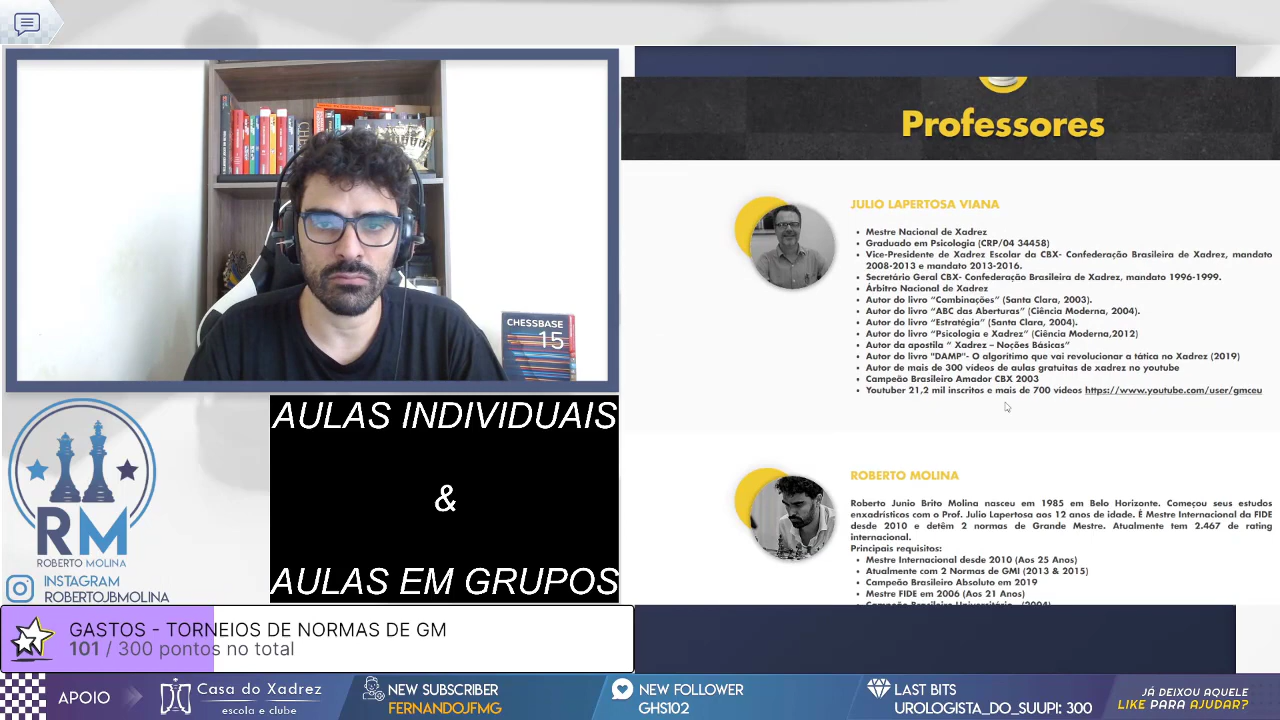 CHESSBASE
15
RM
ROBERTO MOLINA
INSTAGRAM
ROBERTOJBMOLINA
AULAS INDIVIDUAIS
&
AULAS EM GRUPOS
Professores
JULIO LAPERTOSA VIANA
• Mestre Nacional de Xadrez
• Graduado em Psicologia (CRP/04 34458)
• Vice-Presidente de Xadrez Escolar da CBX- Confederação Brasileira de Xadrez, mandato
2008-2013 e mandato 2013-2016.
• Secretário Geral CBX- Confederação Brasileira de Xadrez, mandato 1996-1999.
• Árbitro Nacional de Xadrez
• Autor do livro “Combinações” (Santa Clara, 2003).
• Autor do livro “ABC das Aberturas” (Ciência Moderna, 2004).
• Autor do livro “Estratégia” (Santa Clara, 2004).
• Autor do livro “Psicologia e Xadrez” (Ciência Moderna,2012)
• Autor da apostila “ Xadrez – Noções Básicas”
• Autor do livro "DAMP"- O algorítimo que vai revolucionar a tática no Xadrez (2019)
• Autor de mais de 300 vídeos de aulas gratuitas de xadrez no youtube
• Campeão Brasileiro Amador CBX 2003
• Youtuber 21,2 mil inscritos e mais de 700 vídeos https://www.youtube.com/user/gmceu
ROBERTO MOLINA
Roberto Junio Brito Molina nasceu em 1985 em Belo Horizonte. Começou seus estudos
enxadrísticos com o Prof. Julio Lapertosa aos 12 anos de idade. É Mestre Internacional da FIDE
desde 2010 e detêm 2 normas de Grande Mestre. Atualmente tem 2.467 de rating
internacional.
Principais requisitos:
• Mestre Internacional desde 2010 (Aos 25 Anos)
• Atualmente com 2 Normas de GMI (2013 & 2015)
• Campeão Brasileiro Absoluto em 2019
• Mestre FIDE em 2006 (Aos 21 Anos)
• Campeão Brasileiro Universitário (2004)
GASTOS - TORNEIOS DE NORMAS DE GM
101 / 300 pontos no total
APOIO
Casa do Xadrez
escola e clube
NEW SUBSCRIBER
FERNANDOJFMG
NEW FOLLOWER
GHS102
LAST BITS
UROLOGISTA_DO_SUUPI: 300
JÁ DEIXOU AQUELE
LIKE PARA AJUDAR?